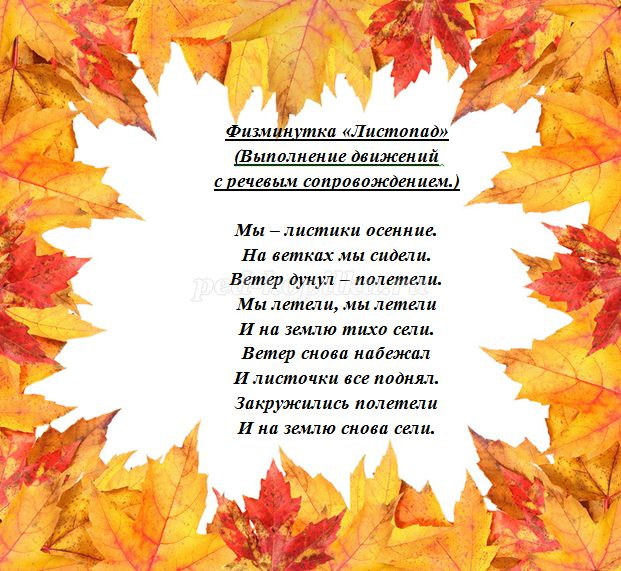 Физминутка «Листопад»
(Выполнение движений
с речевым сопровождением.)
Мы – листики осенние.
На ветках мы сидели.
Ветер дунул – полетели.
Мы летели, мы летели
И на землю тихо сели.
Ветер снова набежал
И листочки все поднял.
Закружились полетели
И на землю снова сели.